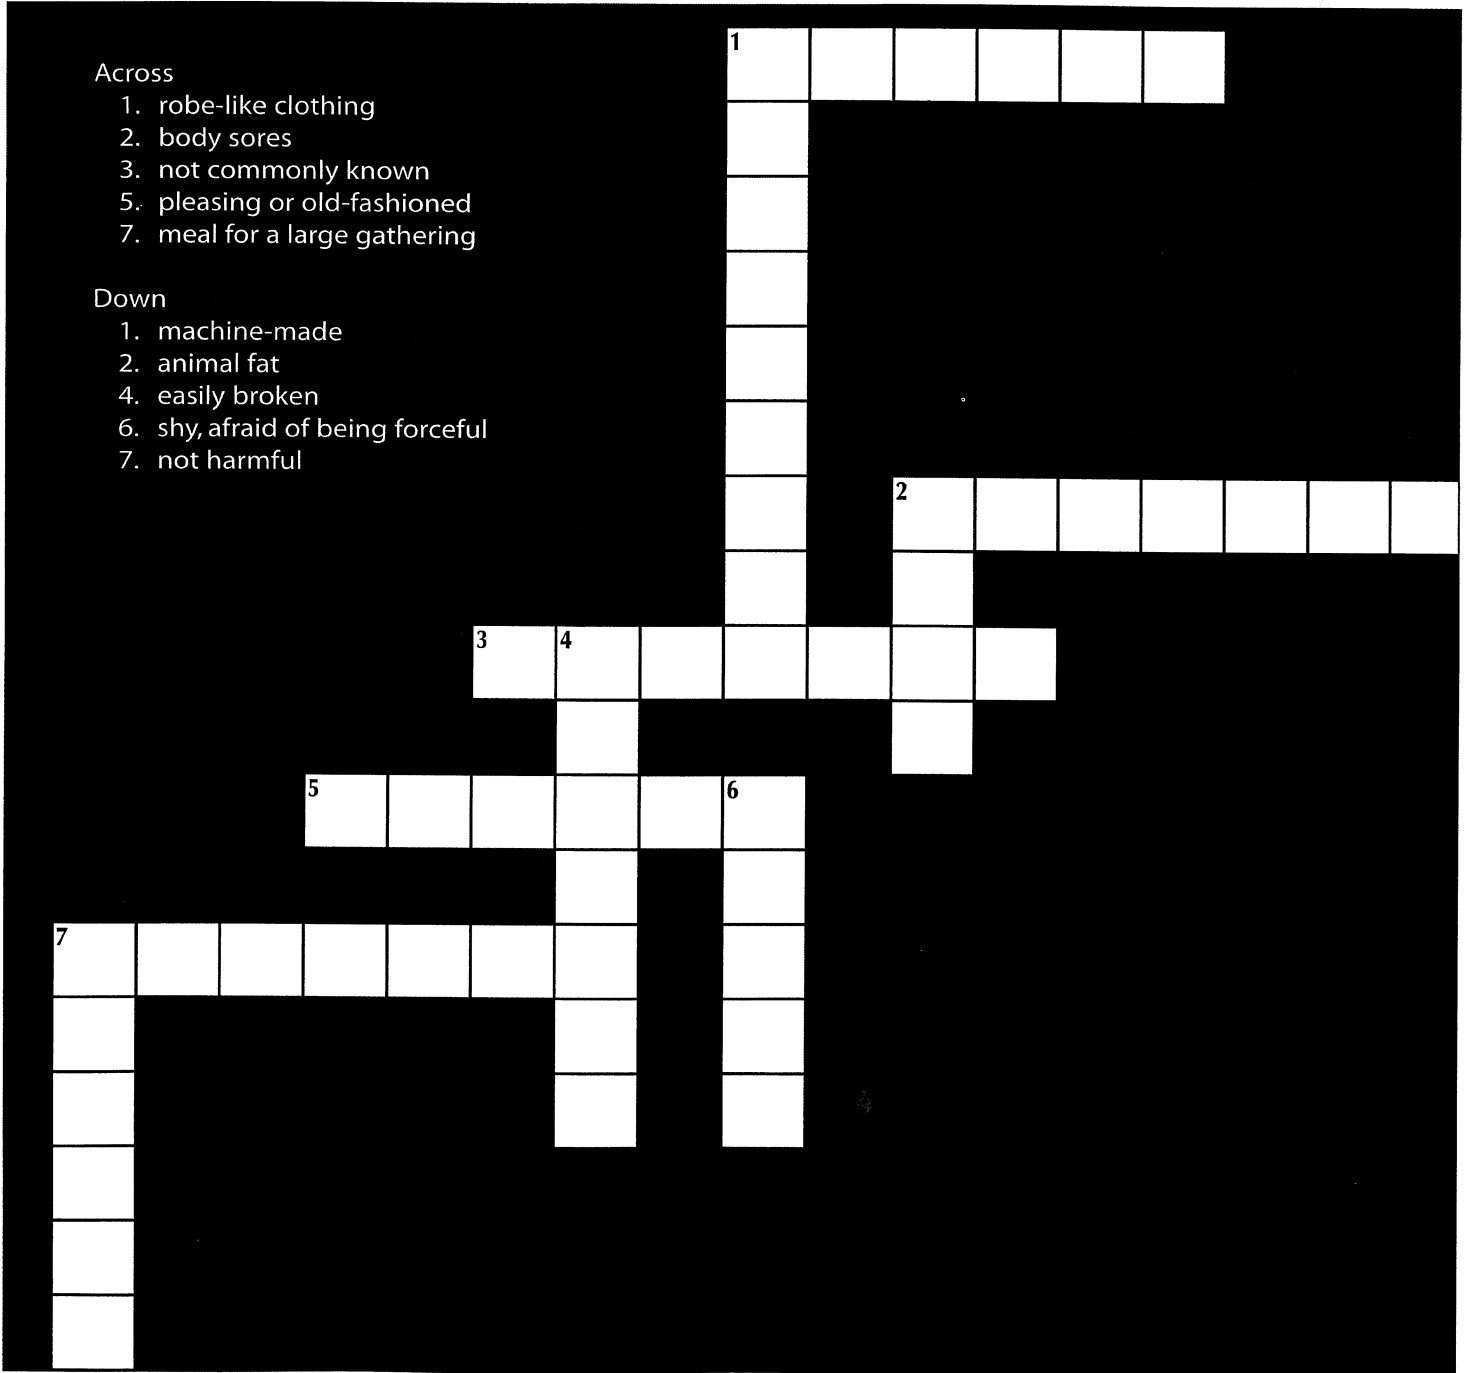 Across
1. robe-like clothing
2. body sores
3. not commonly known
5. pleasing or old-fashioned
7. meal for a large gathering
Down
1. machine-made
2. animal fat
4. easily broken
6. shy, afraid of being forceful
7. not harmful
1
2
3 4
5 6
7